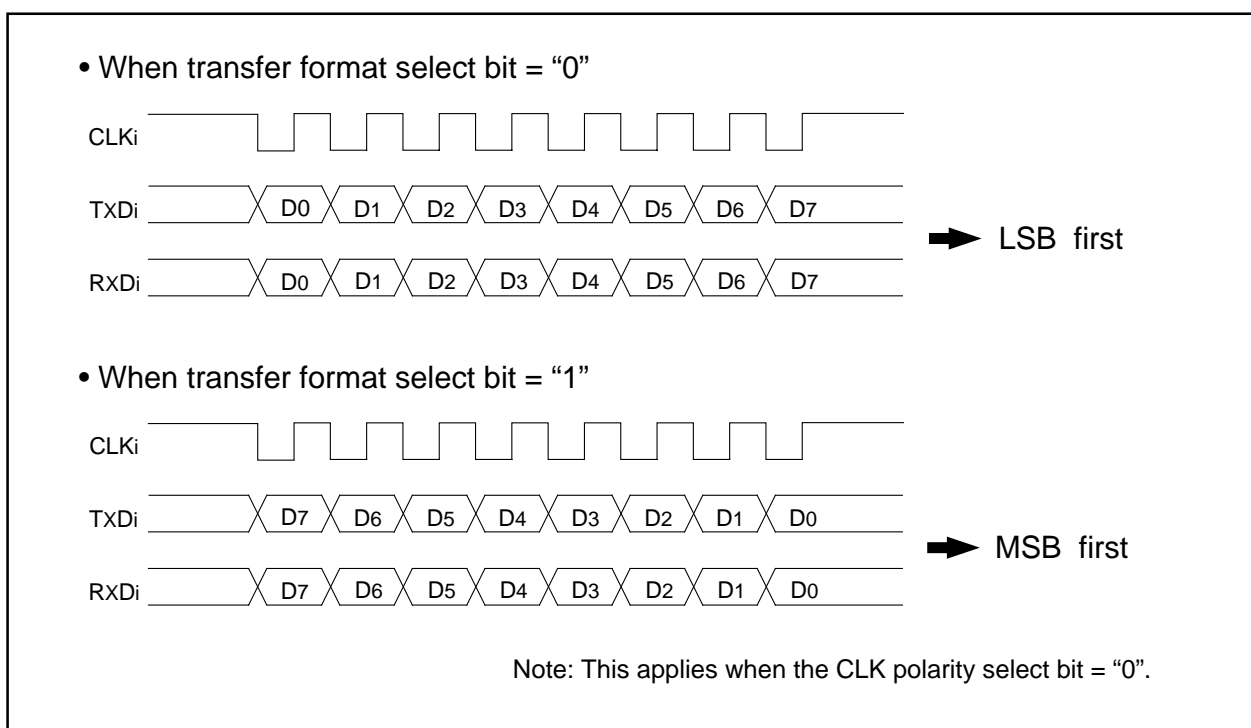 • When transfer format select bit = “0”
CLKi
TXDi D0 D1 D2 D3 D4 D5 D6 D7
LSB first
RXDi D0 D1 D2 D3 D4 D5 D6 D7
• When transfer format select bit = “1”
CLKi
TXDi D7 D6 D5 D4 D3 D2 D1 D0
MSB first
RXDi D7 D6 D5 D4 D3 D2 D1 D0
Note: This applies when the CLK polarity select bit = “0”.